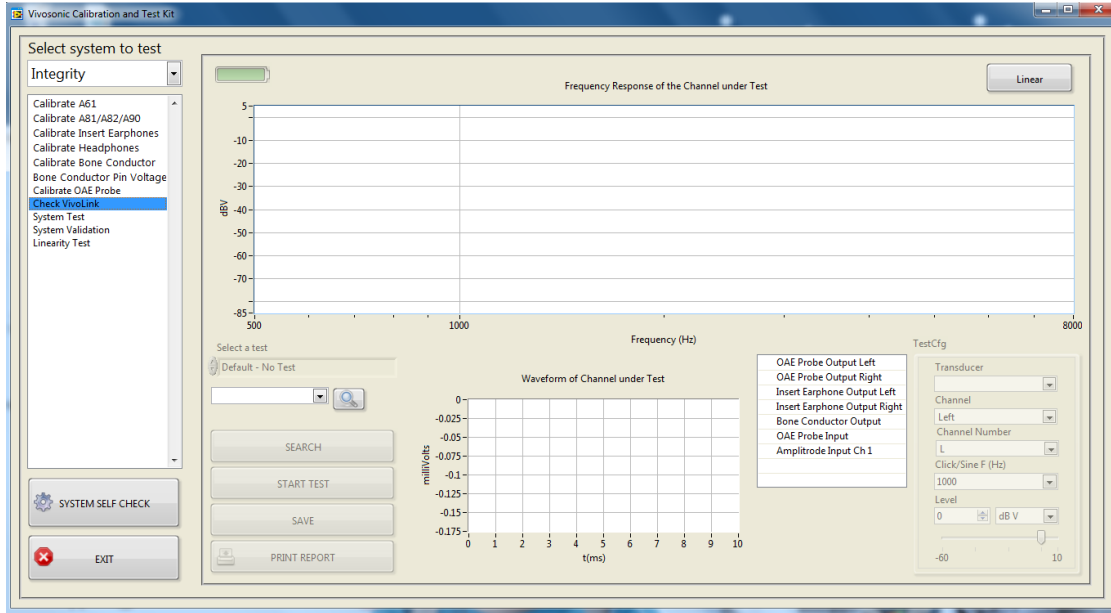 Vivosonic Calibration and Test Kit
Select system to test
Integrity
Calibrate A61
Calibrate A81/A82/A90
Calibrate Insert Earphones
Calibrate Headphones
Calibrate Bone Conductor
Bone Conductor Pin Voltage
Calibrate OAE Probe
Check VivoLink
System Test
System Validation
Linearity Test
SYSTEM SELF CHECK
EXIT
Frequency Response of the Channel under Test
Linear
dBV
5
-10
-20
-30
-40
-50
-60
-70
-85
500
1000
8000
Frequency (Hz)
Select a test
Default - No Test
SEARCH
START TEST
SAVE
PRINT REPORT
Waveform of Channel under Test
milliVolts
0
-0.025
-0.05
-0.075
-0.1
-0.125
-0.15
-0.175
0 1 2 3 4 5 6 7 8 9 10
t(ms)
OAE Probe Output Left
OAE Probe Output Right
Insert Earphone Output Left
Insert Earphone Output Right
Bone Conductor Output
OAE Probe Input
Amplitrode Input Ch 1
TestCfg
Transducer
Channel
Left
Channel Number
L
Click/Sine F (Hz)
1000
Level
0 dB V
-60 10